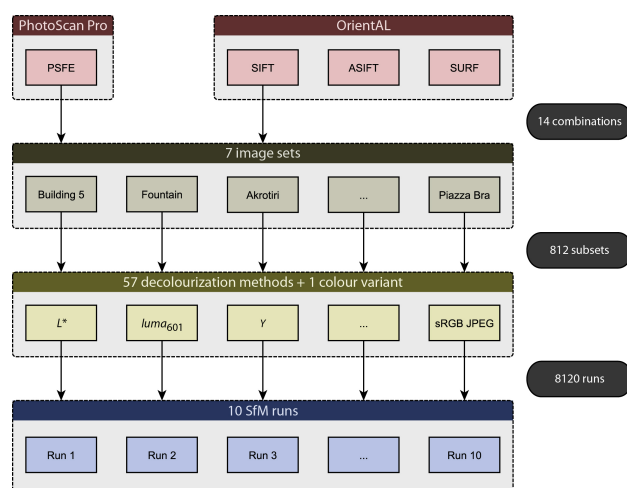 PhotoScan Pro
OrientAL
PSFE
SIFT
ASIFT
SURF
14 combinations
7 image sets
Building 5
Fountain
Akrotiri
...
Piazza Bra
812 subsets
57 decolourization methods + 1 colour variant
L*
luma601
Y
...
sRGB JPEG
8120 runs
10 SfM runs
Run 1
Run 2
Run 3
...
Run 10